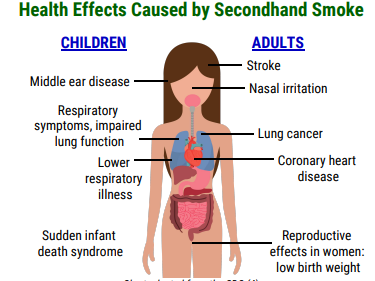 Health Effects Caused by Secondhand Smoke
CHILDREN
Middle ear disease
Respiratory
symptoms, impaired
lung function
Lower
respiratory
illness
Sudden infant
death syndrome
ADULTS
Stroke
Nasal irritation
Lung cancer
Coronary heart
disease
Reproductive
effects in women:
low birth weight